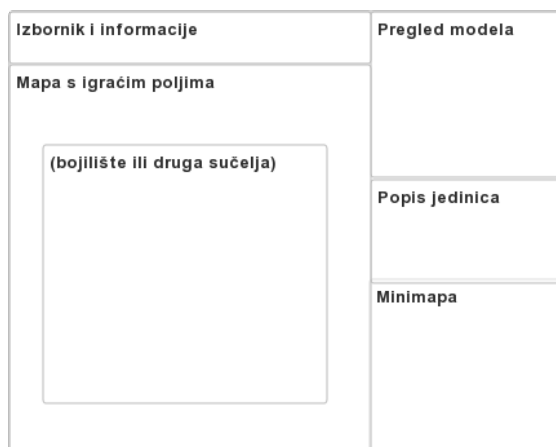 Izbornik i informacije
Mapa s igraćim poljima
(bojilište ili druga sučelja)
Pregled modela
Popis jedinica
Minimapa